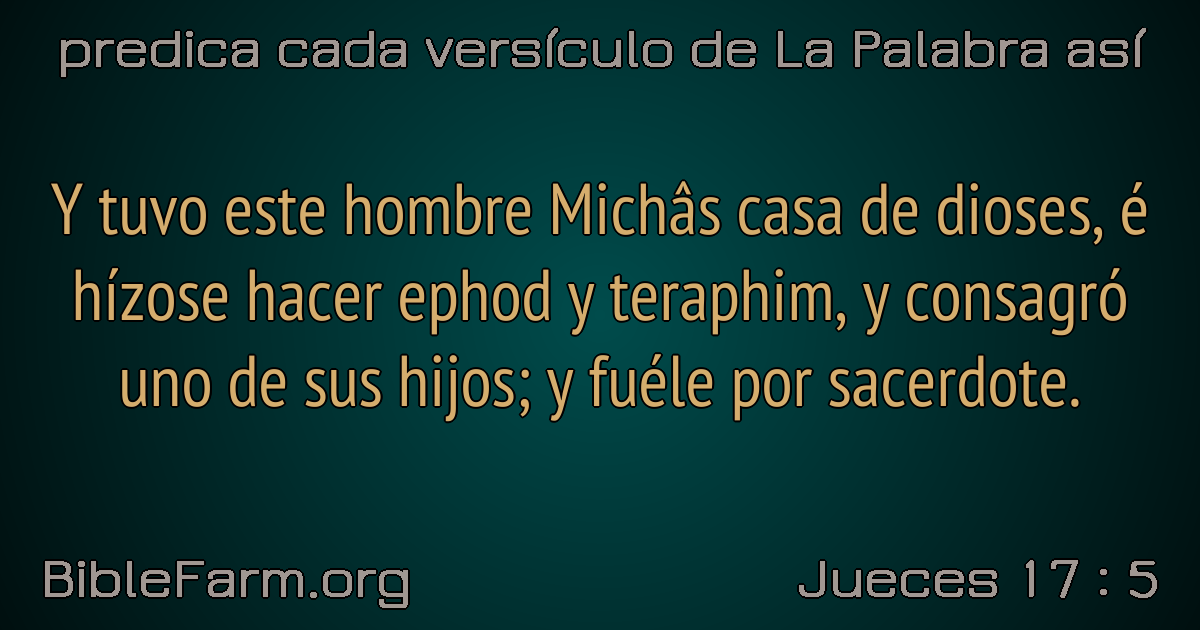 predica cada versículo de La Palabra así
Y tuvo este hombre Michâs casa de dioses, é
hízose hacer ephod y teraphim, y consagró
uno de sus hijos; y fuéle por sacerdote.
BibleFarm.org
Jueces 17 : 5